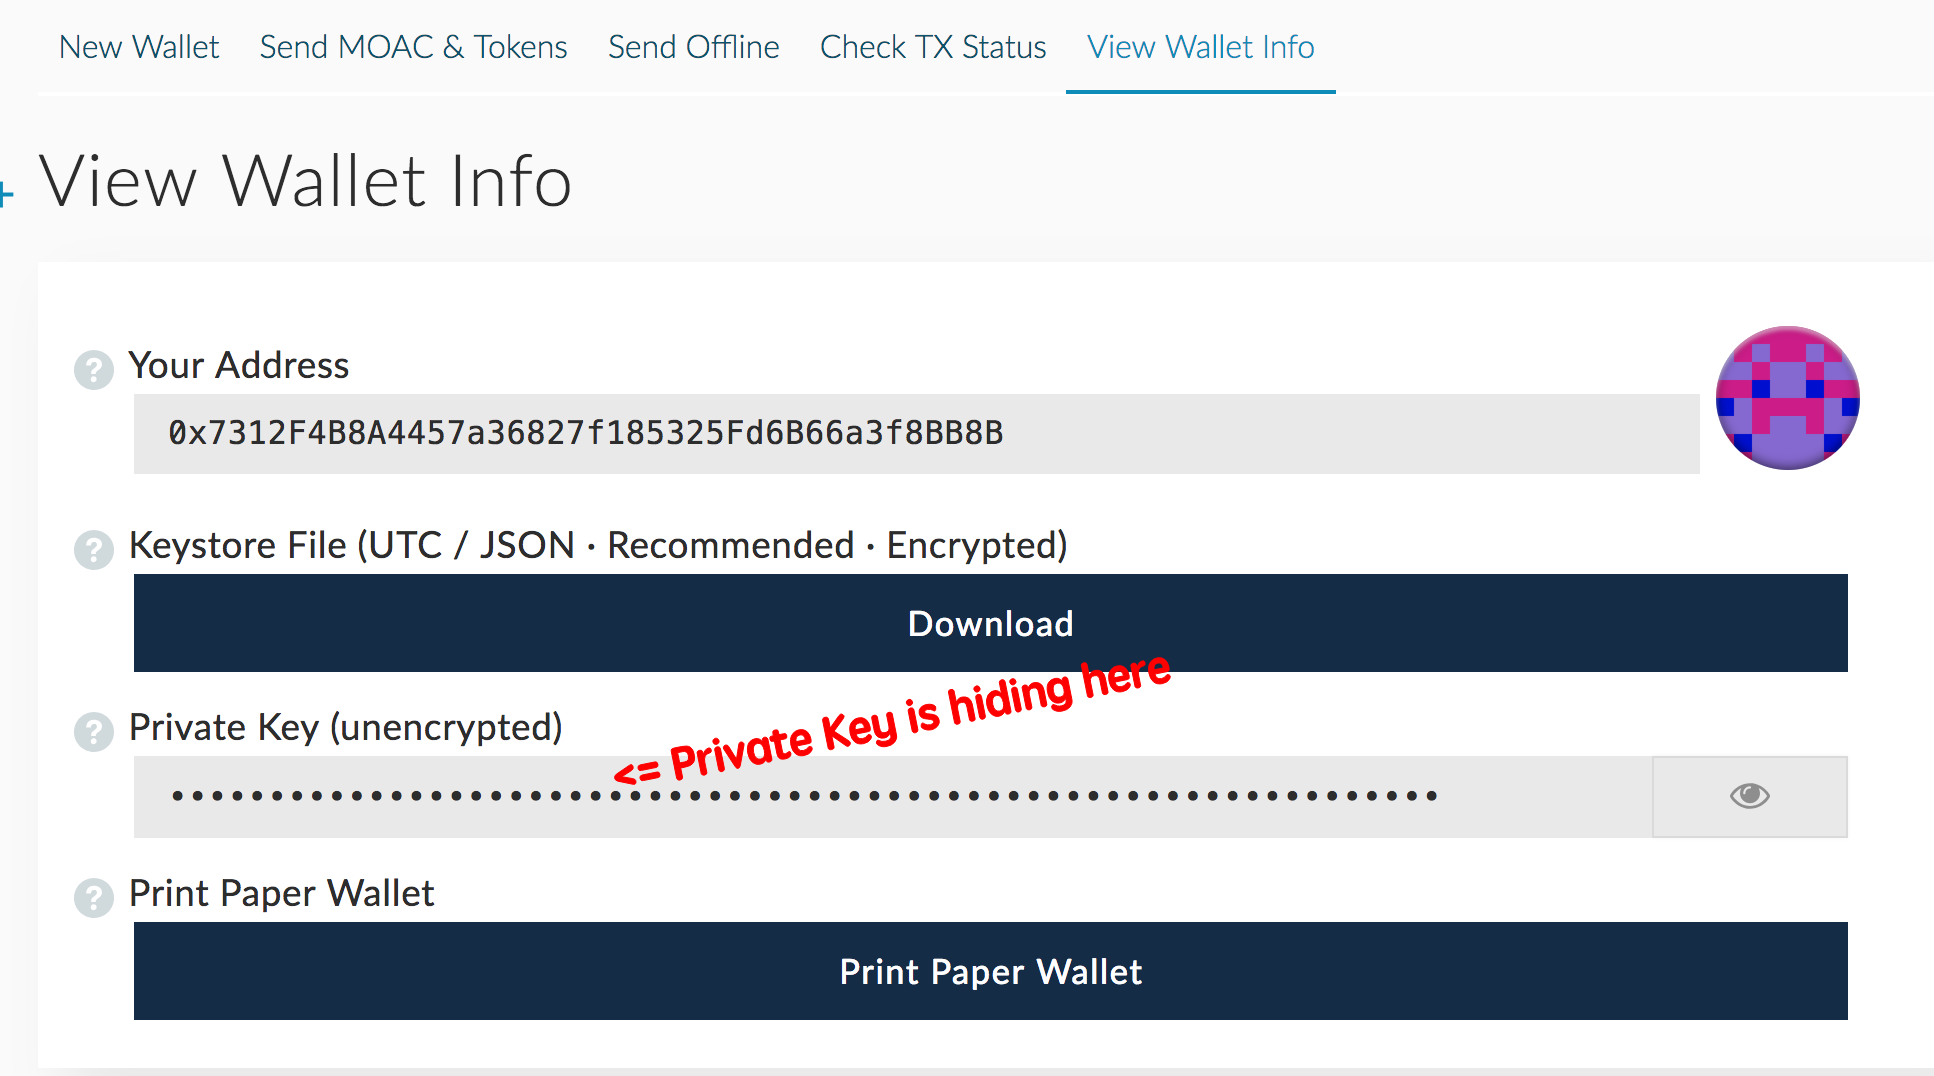 New Wallet Send MOAC & Tokens Send Offline Check TX Status View Wallet Info
+ View Wallet Info
? Your Address
0x7312F4B8A4457a36827f185325Fd6B66a3f8BB8B
? Keystore File (UTC / JSON · Recommended · Encrypted)
Download
<= Private Key is hiding here
? Private Key (unencrypted)
••••••••••••••••••••••••••••••••••••••••••••••••••••••••••••••••
? Print Paper Wallet
Print Paper Wallet